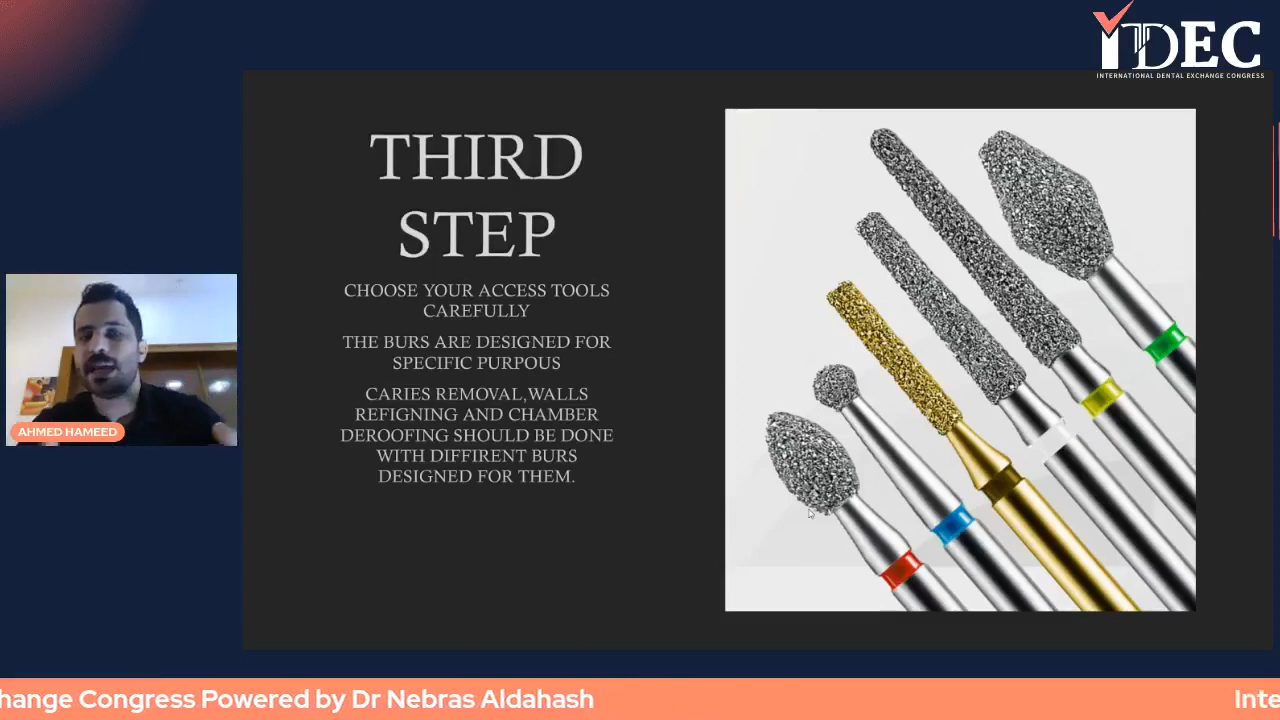 iDEC
INTERNATIONAL DENTAL EXCHANGE CONGRESS
THIRD
STEP
CHOOSE YOUR ACCESS TOOLS
CAREFULLY
THE BURS ARE DESIGNED FOR
SPECIFIC PURPOUS
CARIES REMOVAL,WALLS
REFIGNING AND CHAMBER
DEROOFING SHOULD BE DONE
WITH DIFFIRENT BURS
DESIGNED FOR THEM.
AHMED HAMEED
hange Congress Powered by Dr Nebras Aldahash
Inte